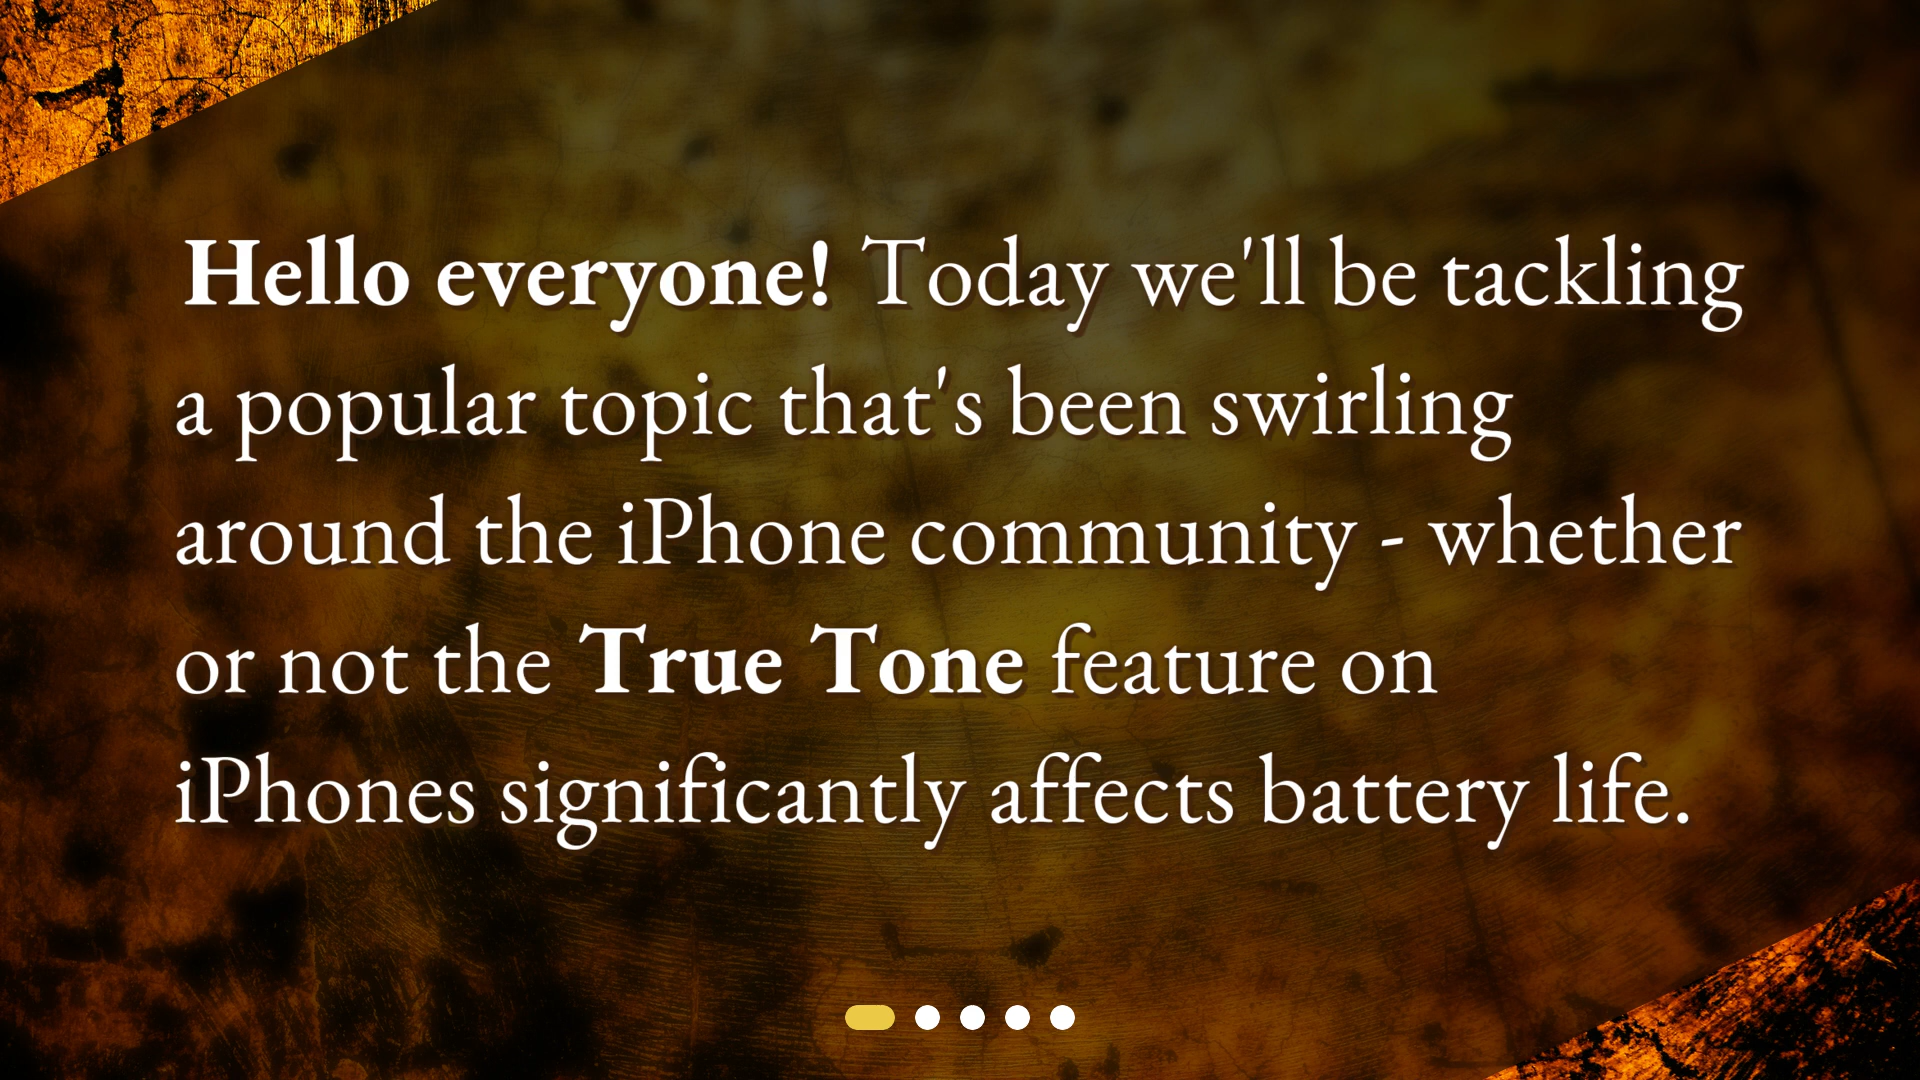 Hello everyone! Today we'll be tackling
a popular topic that's been swirling
around the iPhone community - whether
or not the True Tone feature on
iPhones significantly affects battery life.